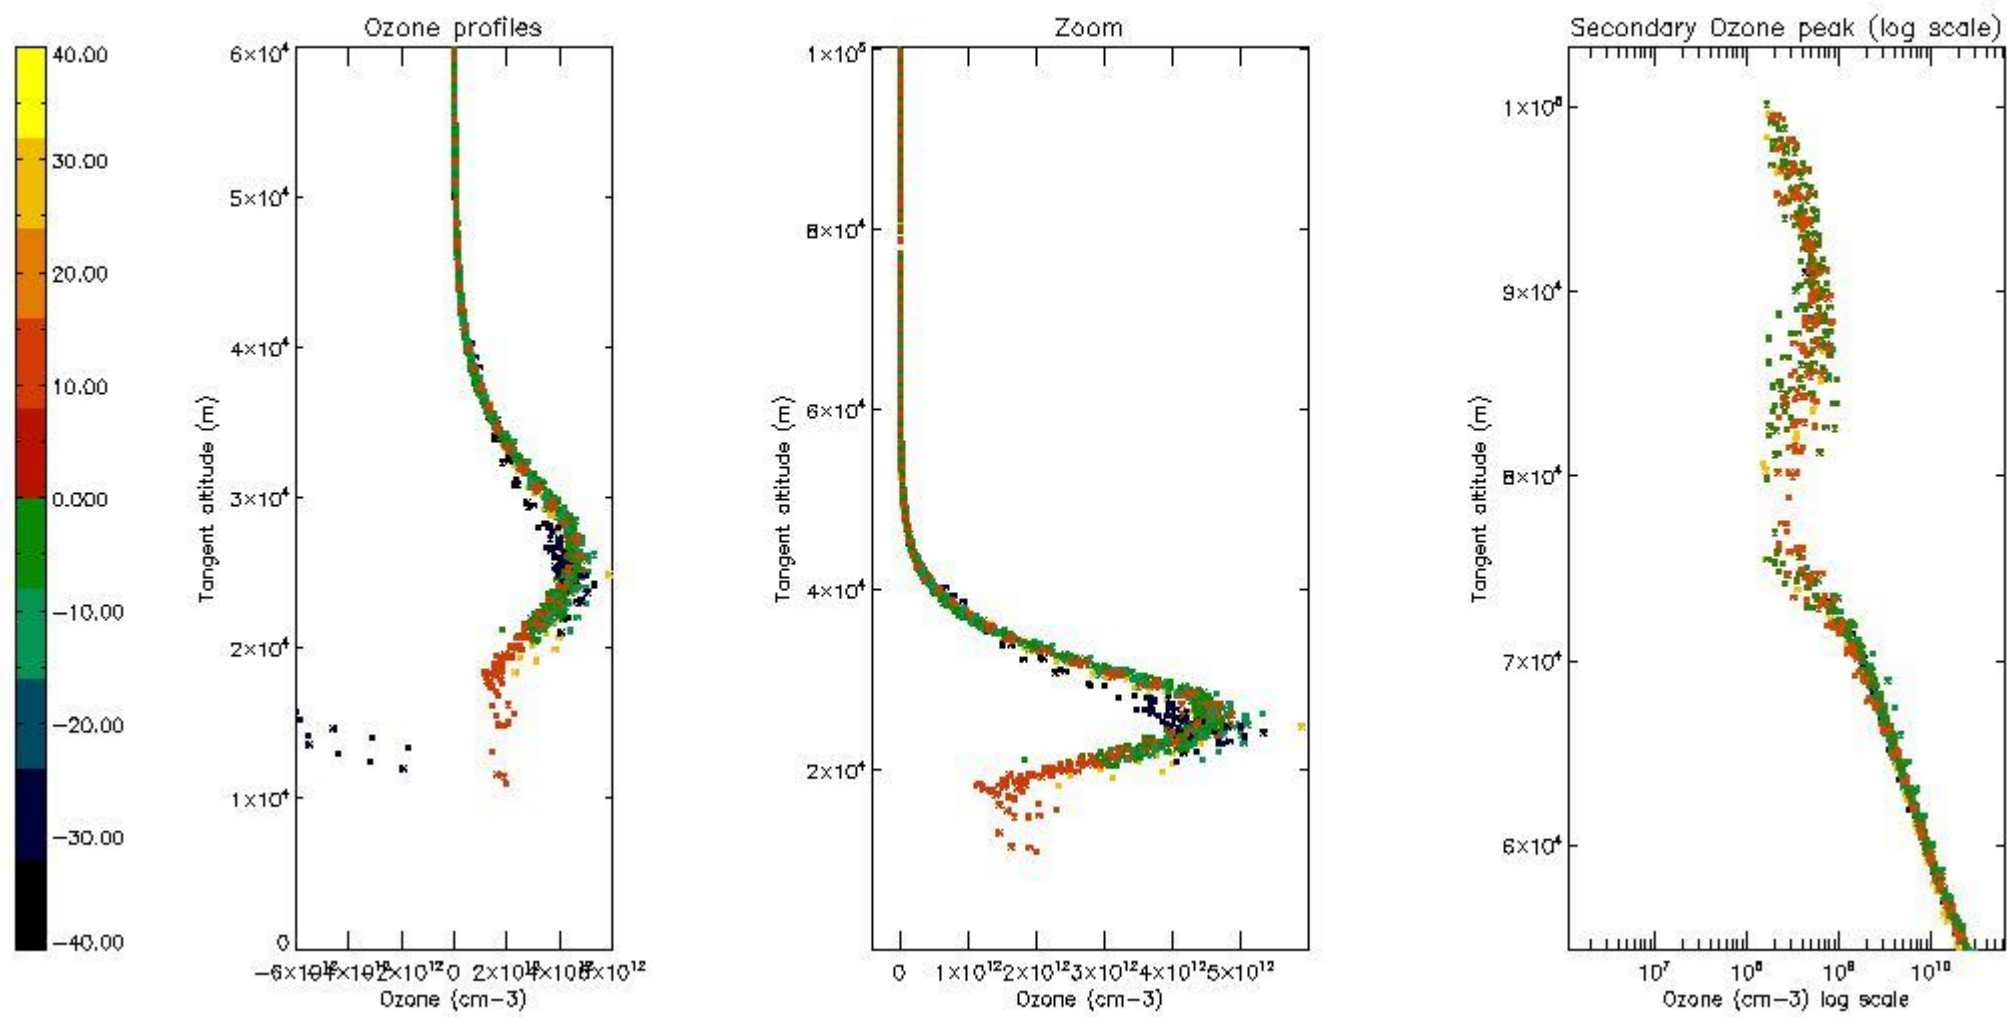 Ozone profiles
Zoom
Secondary Ozone peak (log scale)
40.00
30.00
20.00
10.00
−10.00
−20.00
−30.00
−40.00
6×10⁴
5×10⁴
4×10⁴
3×10⁴
2×10⁴
1×10⁴
0
Tangent altitude (m)
0
Ozone (cm−3)
1×10⁵
8×10⁴
6×10⁴
4×10⁴
2×10⁴
Tangent altitude (m)
0 1×10¹² 2×10¹² 3×10¹² 4×10¹² 5×10¹²
Ozone (cm−3)
9×10⁴
8×10⁴
7×10⁴
6×10⁴
Tangent altitude (m)
10⁷ 10⁸ 10⁹ 10¹⁰
Ozone (cm−3) log scale